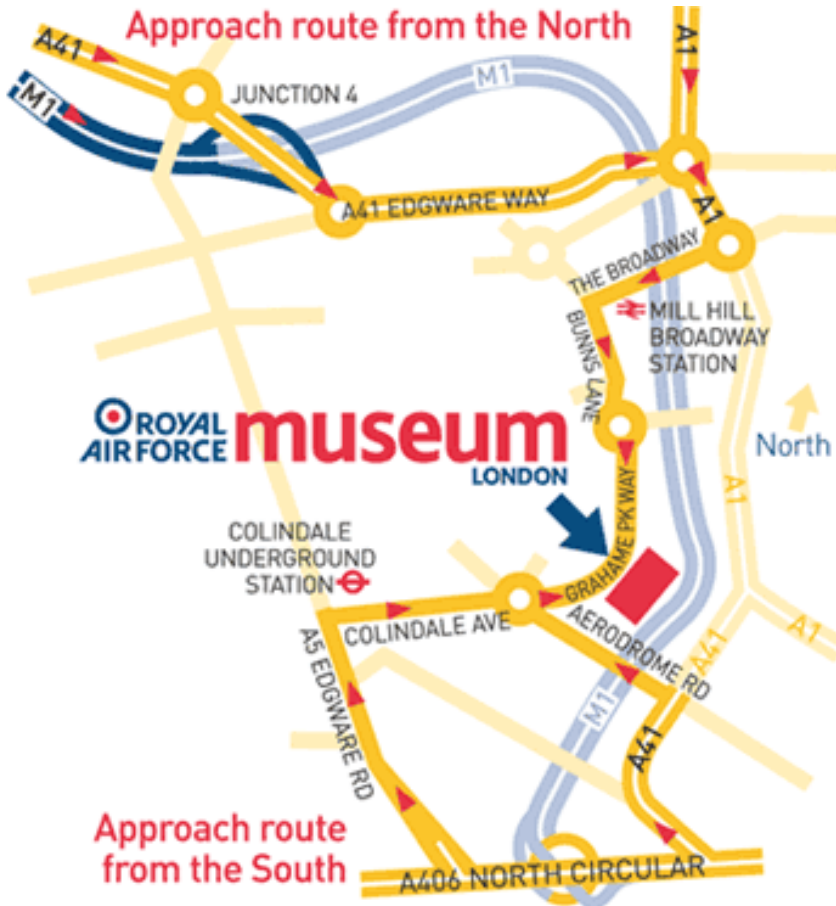 Approach route from the North
A41
A1
M1
JUNCTION 4
M1
A41 EDGWARE WAY
A1
THE BROADWAY
MILL HILL
BROADWAY
STATION
BUNNS LANE
ROYAL
AIR FORCE
museum
LONDON
North
A1
GRAHAME PK WAY
COLINDALE
UNDERGROUND
STATION
COLINDALE AVE
AERODROME RD
A41
A1
A5 EDGWARE RD
M1
A41
Approach route
from the South
A406 NORTH CIRCULAR